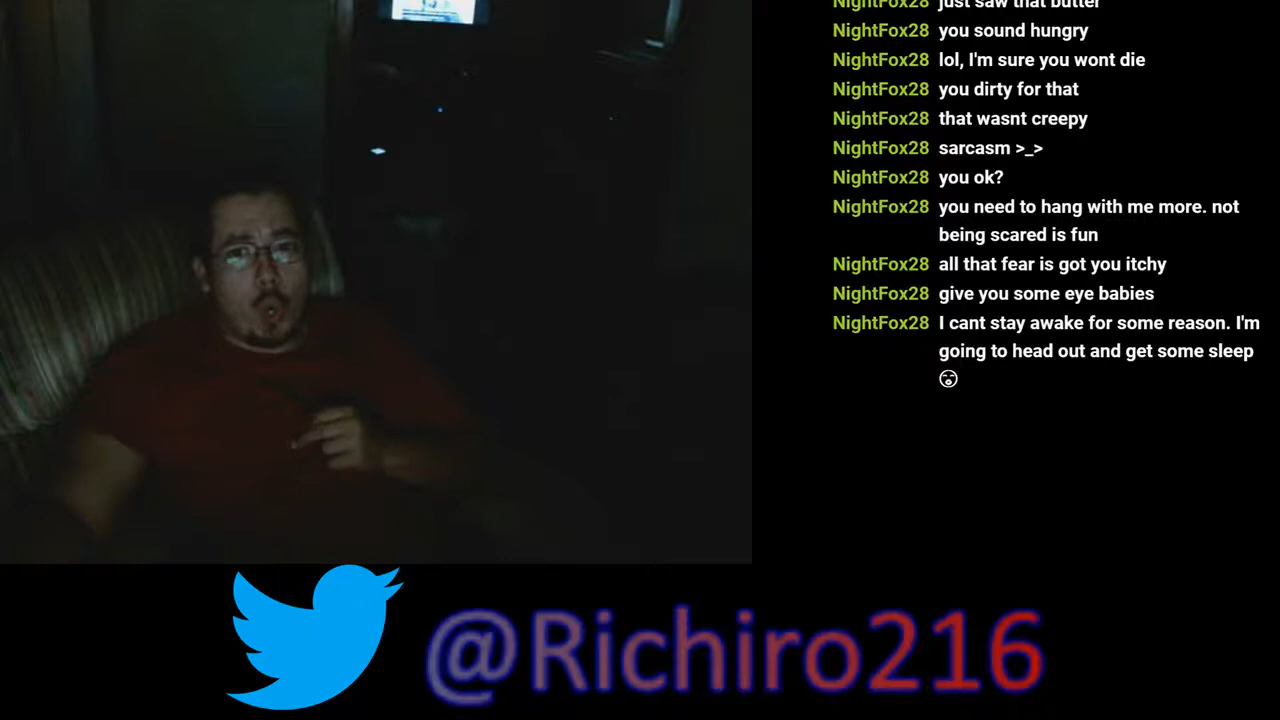 NightFox28 just saw that butter
NightFox28 you sound hungry
NightFox28 lol, I'm sure you wont die
NightFox28 you dirty for that
NightFox28 that wasnt creepy
NightFox28 sarcasm >_>
NightFox28 you ok?
NightFox28 you need to hang with me more. not
being scared is fun
NightFox28 all that fear is got you itchy
NightFox28 give you some eye babies
NightFox28 I cant stay awake for some reason. I'm
going to head out and get some sleep
😴
@Richiro216